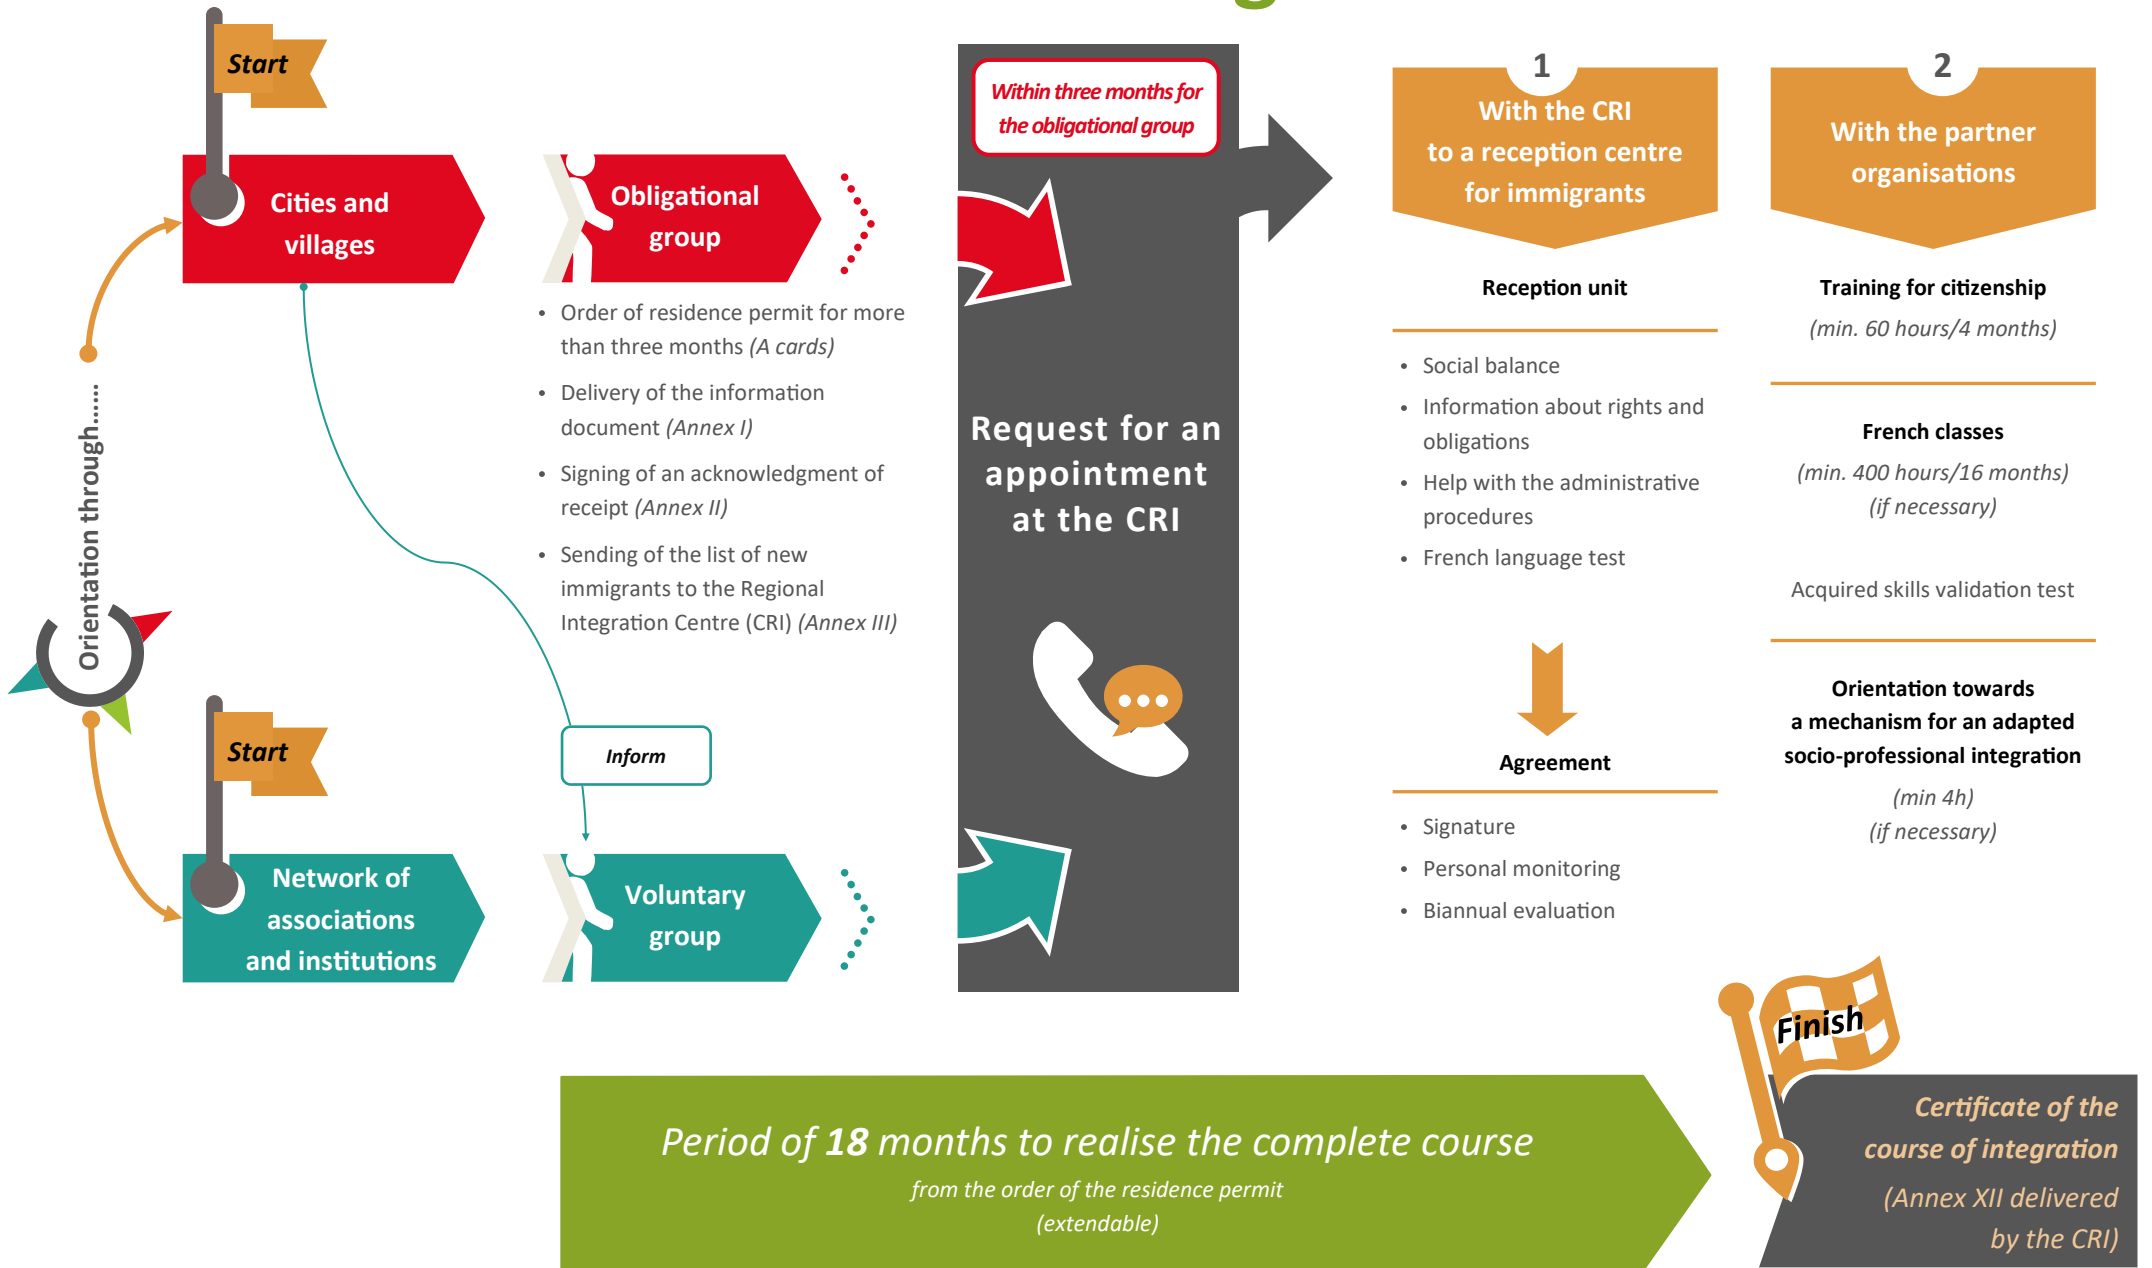 Start
Cities and
villages
Obligational
group
• Order of residence permit for more
than three months (A cards)
• Delivery of the information
document (Annex I)
• Signing of an acknowledgment of
receipt (Annex II)
• Sending of the list of new
immigrants to the Regional
Integration Centre (CRI) (Annex III)
Orientation through......
Inform
Start
Network of
associations
and institutions
Voluntary
group
Within three months for
the obligational group
Request for an
appointment
at the CRI
1
With the CRI
to a reception centre
for immigrants
Reception unit
• Social balance
• Information about rights and
obligations
• Help with the administrative
procedures
• French language test
Agreement
• Signature
• Personal monitoring
• Biannual evaluation
2
With the partner
organisations
Training for citizenship
(min. 60 hours/4 months)
French classes
(min. 400 hours/16 months)
(if necessary)
Acquired skills validation test
Orientation towards
a mechanism for an adapted
socio-professional integration
(min 4h)
(if necessary)
Period of 18 months to realise the complete course
from the order of the residence permit
(extendable)
Finish
Certificate of the
course of integration
(Annex XII delivered
by the CRI)